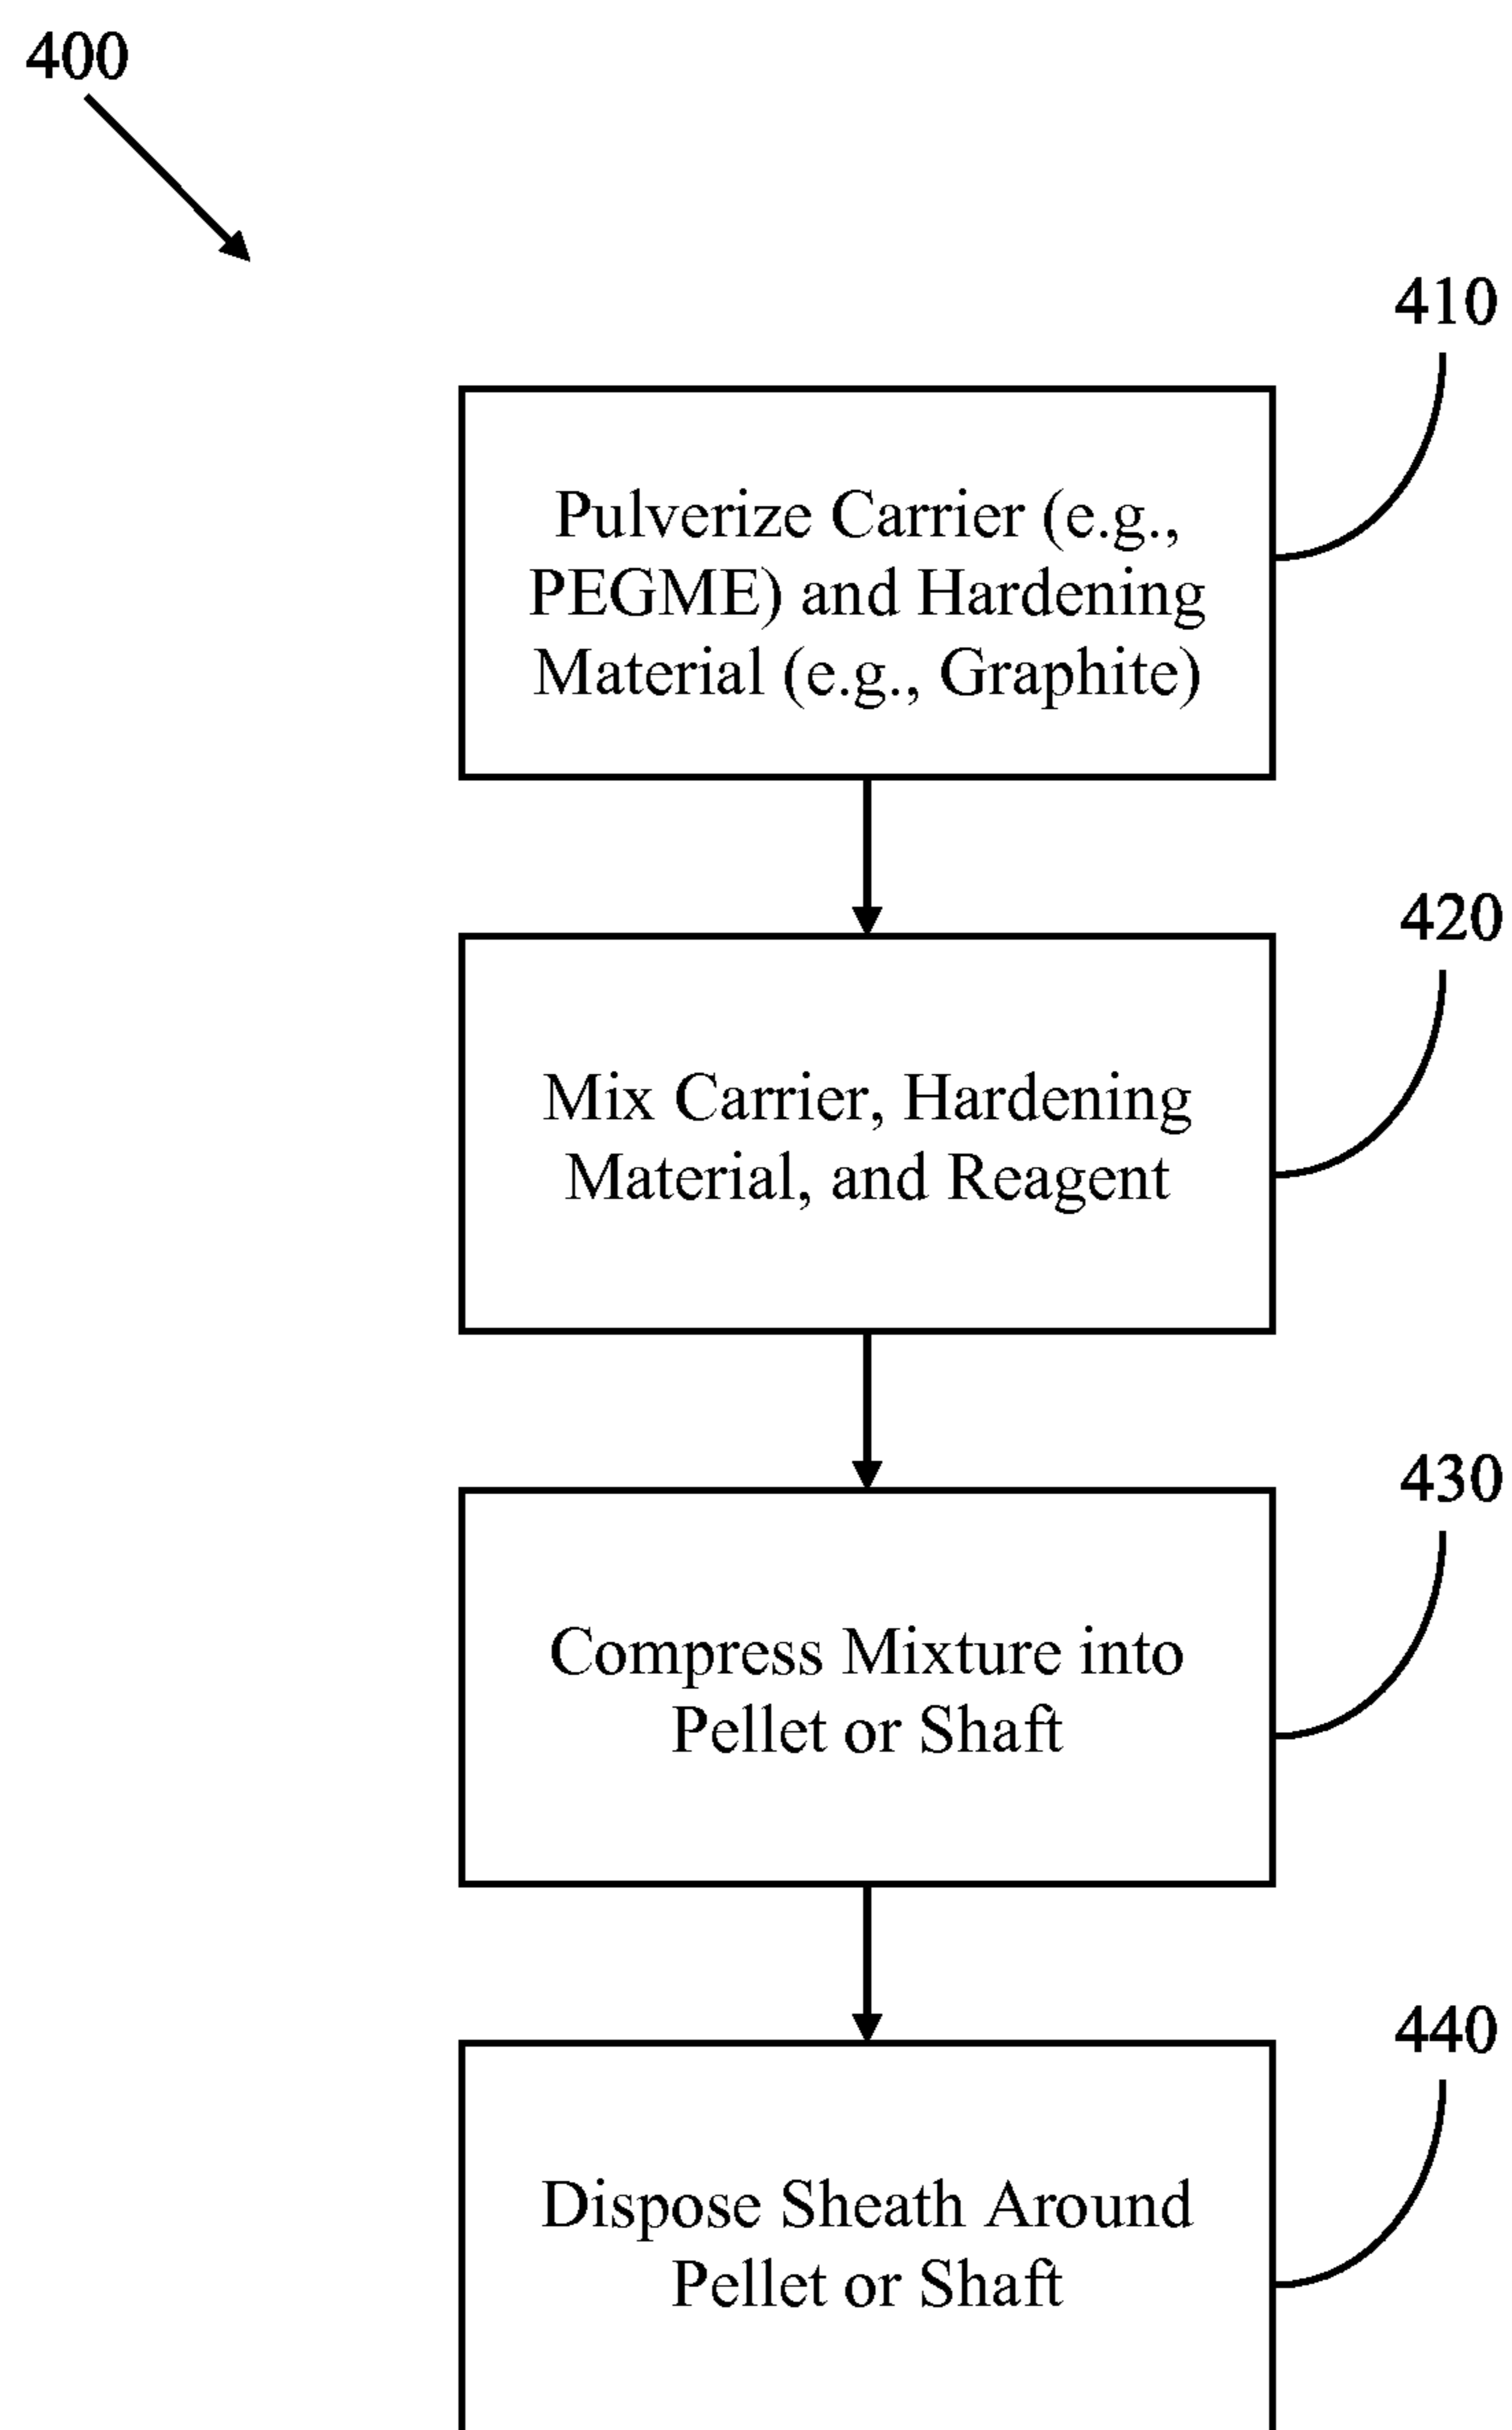 400
410
Pulverize Carrier (e.g.,
PEGME) and Hardening
Material (e.g., Graphite)
420
Mix Carrier, Hardening
Material, and Reagent
430
Compress Mixture into
Pellet or Shaft
440
Dispose Sheath Around
Pellet or Shaft